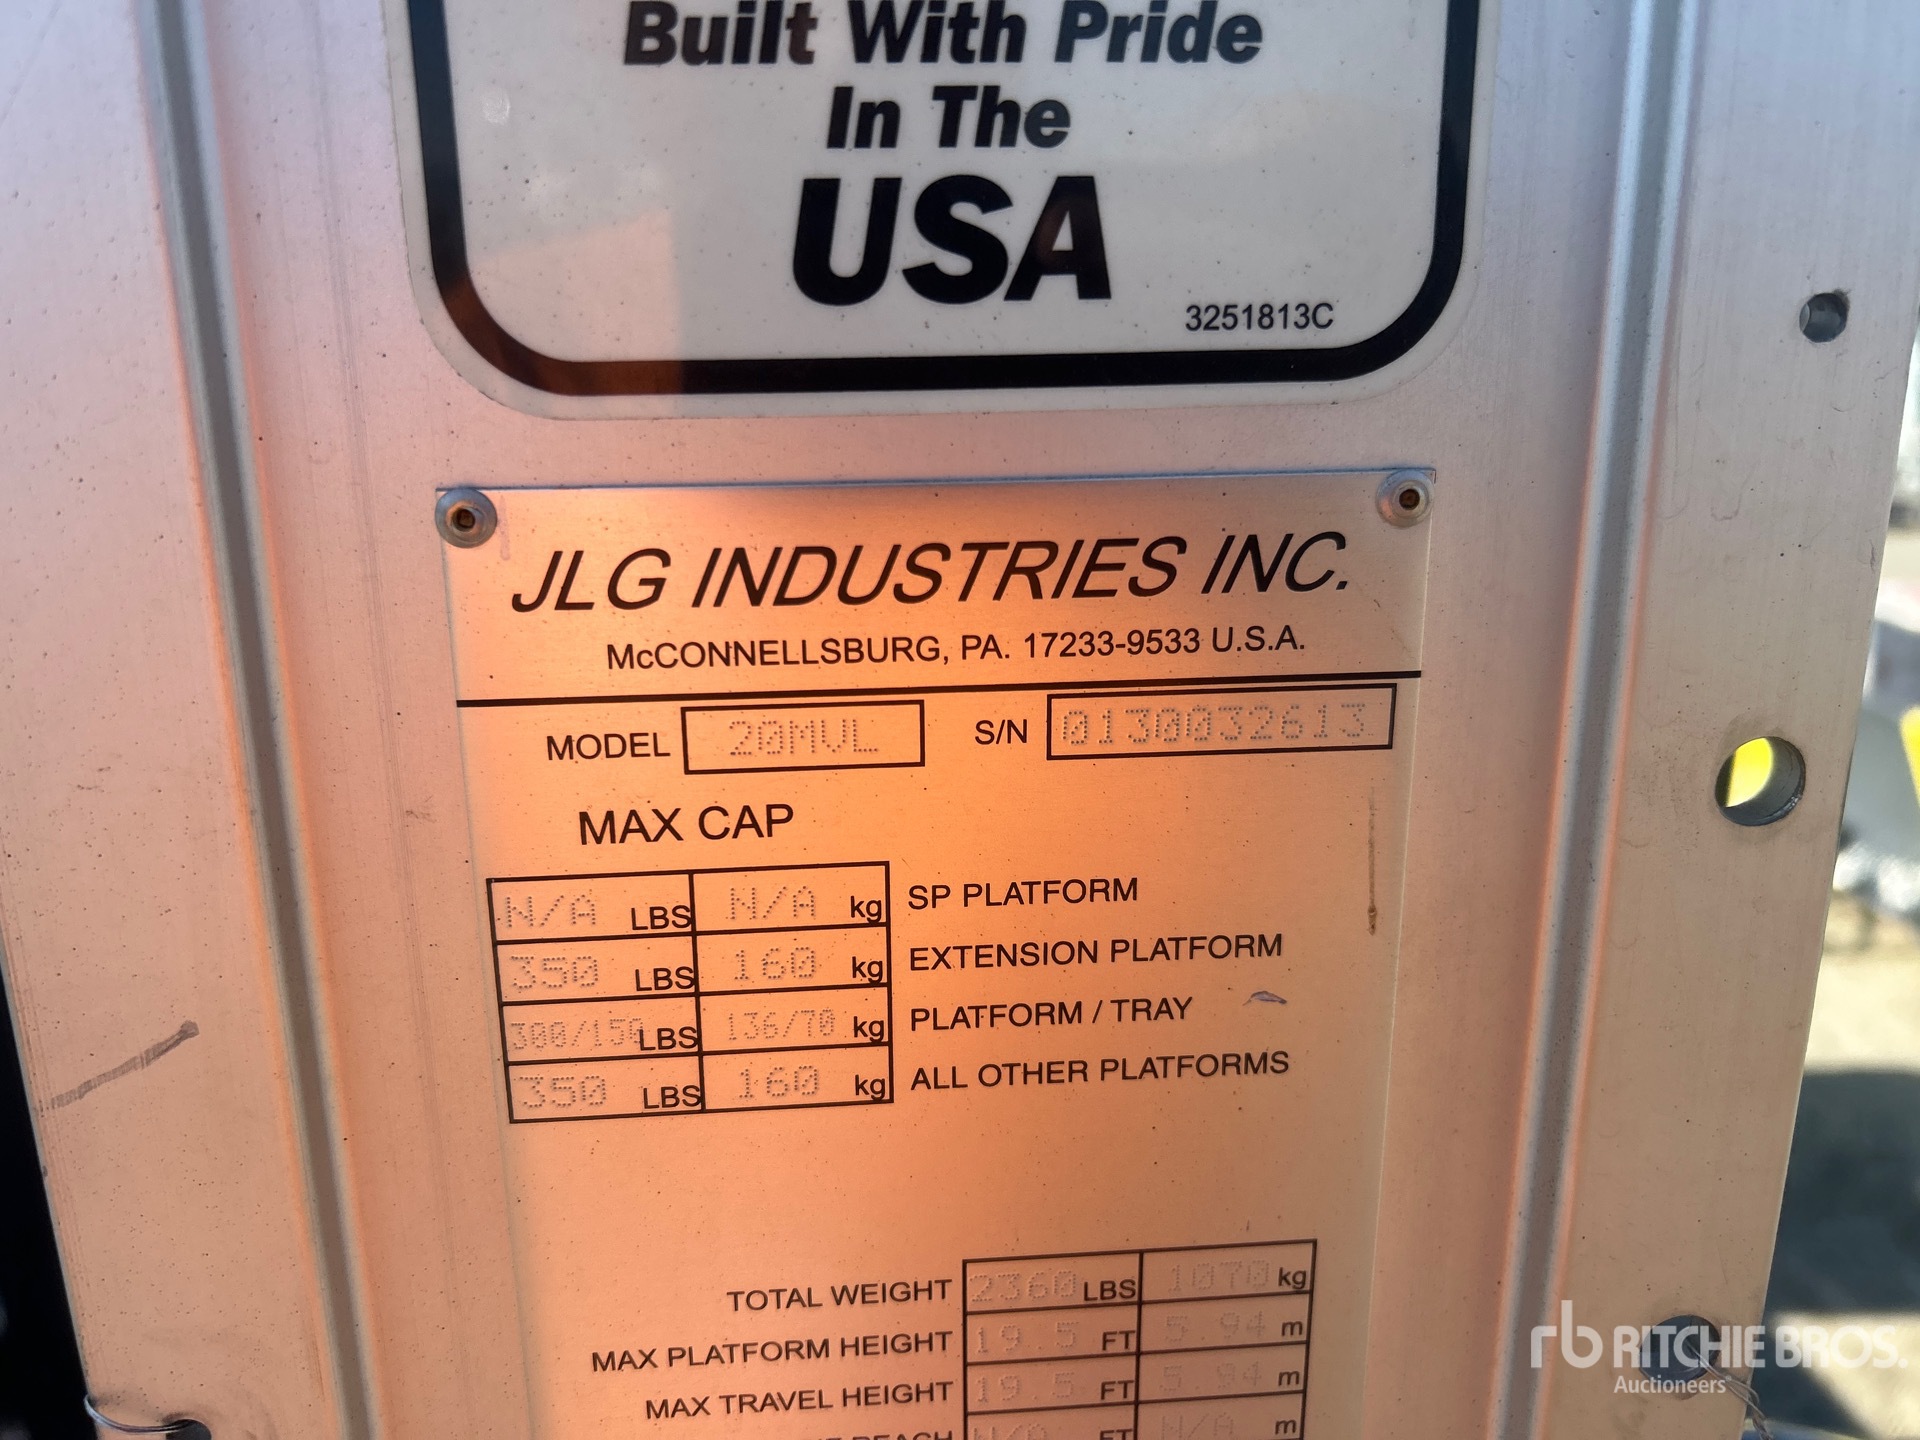 Built With Pride
In The
USA
3251813C
JLG INDUSTRIES INC.
McCONNELLSBURG, PA. 17233-9533 U.S.A.
MODEL 20MVL S/N 0130032613
MAX CAP
N/A LBS N/A kg SP PLATFORM
350 LBS 160 kg EXTENSION PLATFORM
300/150 LBS 136/70 kg PLATFORM / TRAY
350 LBS 160 kg ALL OTHER PLATFORMS
TOTAL WEIGHT 2360 LBS 1070 kg
MAX PLATFORM HEIGHT 19.5 FT 5.94 m
MAX TRAVEL HEIGHT 19.5 FT 5.94 m
REACH N/A FT N/A m
rb RITCHIE BROS.
Auctioneers